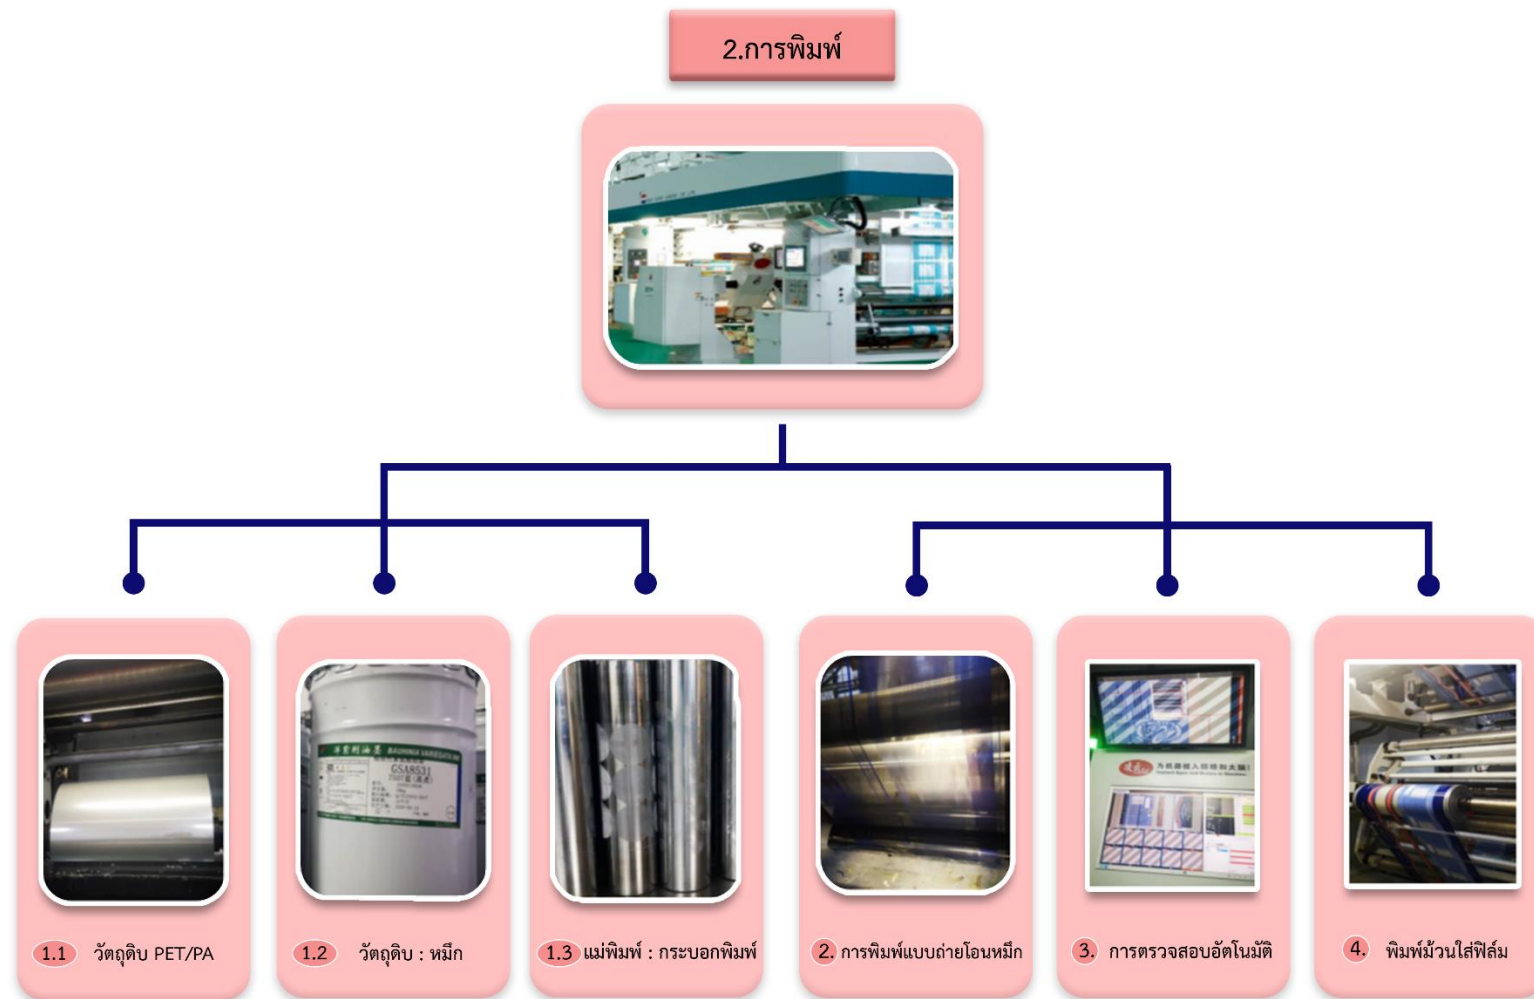 2.การพิมพ์
BAUHINIA VARIEGATA INK
GSA8531
1.1 วัตถุดิบ PET/PA
1.2 วัตถุดิบ : หมึก
1.3 แม่พิมพ์ : กระบอกพิมพ์
2. การพิมพ์แบบถ่ายโอนหมึก
3. การตรวจสอบอัตโนมัติ
4. พิมพ์ม้วนใส่ฟิล์ม